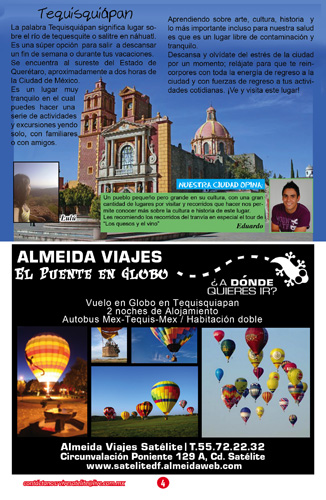 Tequisquiápan
La palabra Tequisquiápan significa lugar so-
bre el río de tequesquite o salitre en náhuatl.
Es una súper opción para salir a descansar
un fin de semana o durante tus vacaciones.
Se encuentra al sureste del Estado de
Querétaro, aproximadamente a dos horas de
la Ciudad de México.
Es un lugar muy
tranquilo en el cual
puedes hacer una
serie de actividades
y excursiones yendo
solo, con familiares
o con amigos.
Aprendiendo sobre arte, cultura, historia y
lo más importante incluso para nuestra salud
es que es un lugar libre de contaminación y
tranquilo.
Descansa y olvídate del estrés de la ciudad
por un momento; relájate para que te rein-
corpores con toda la energía de regreso a la
ciudad y con fuerzas de regreso a tus activi-
dades cotidianas. ¡Ve y visita este lugar!
NUESTRA CIUDAD OPINA
Un pueblo pequeño pero grande en su cultura, con una gran
cantidad de lugares por visitar y recorridos que hacer nos per-
mite conocer más sobre la cultura e historia de este lugar.
Les recomiendo los recorridos del tranvía en especial el tour de
"Los quesos y el vino"
Eduardo
Luis
ALMEIDA VIAJES
EL PUENTE EN GLOBO
¿A DÓNDE
QUIERES IR?
Vuelo en Globo en Tequisquiapan
2 noches de Alojamiento
Autobus Mex-Tequis-Mex / Habitación doble
Almeida Viajes Satélite| T.55.72.22.32
Circunvalación Poniente 129 A, Cd. Satélite
www.satelitedf.almeidaweb.com
4